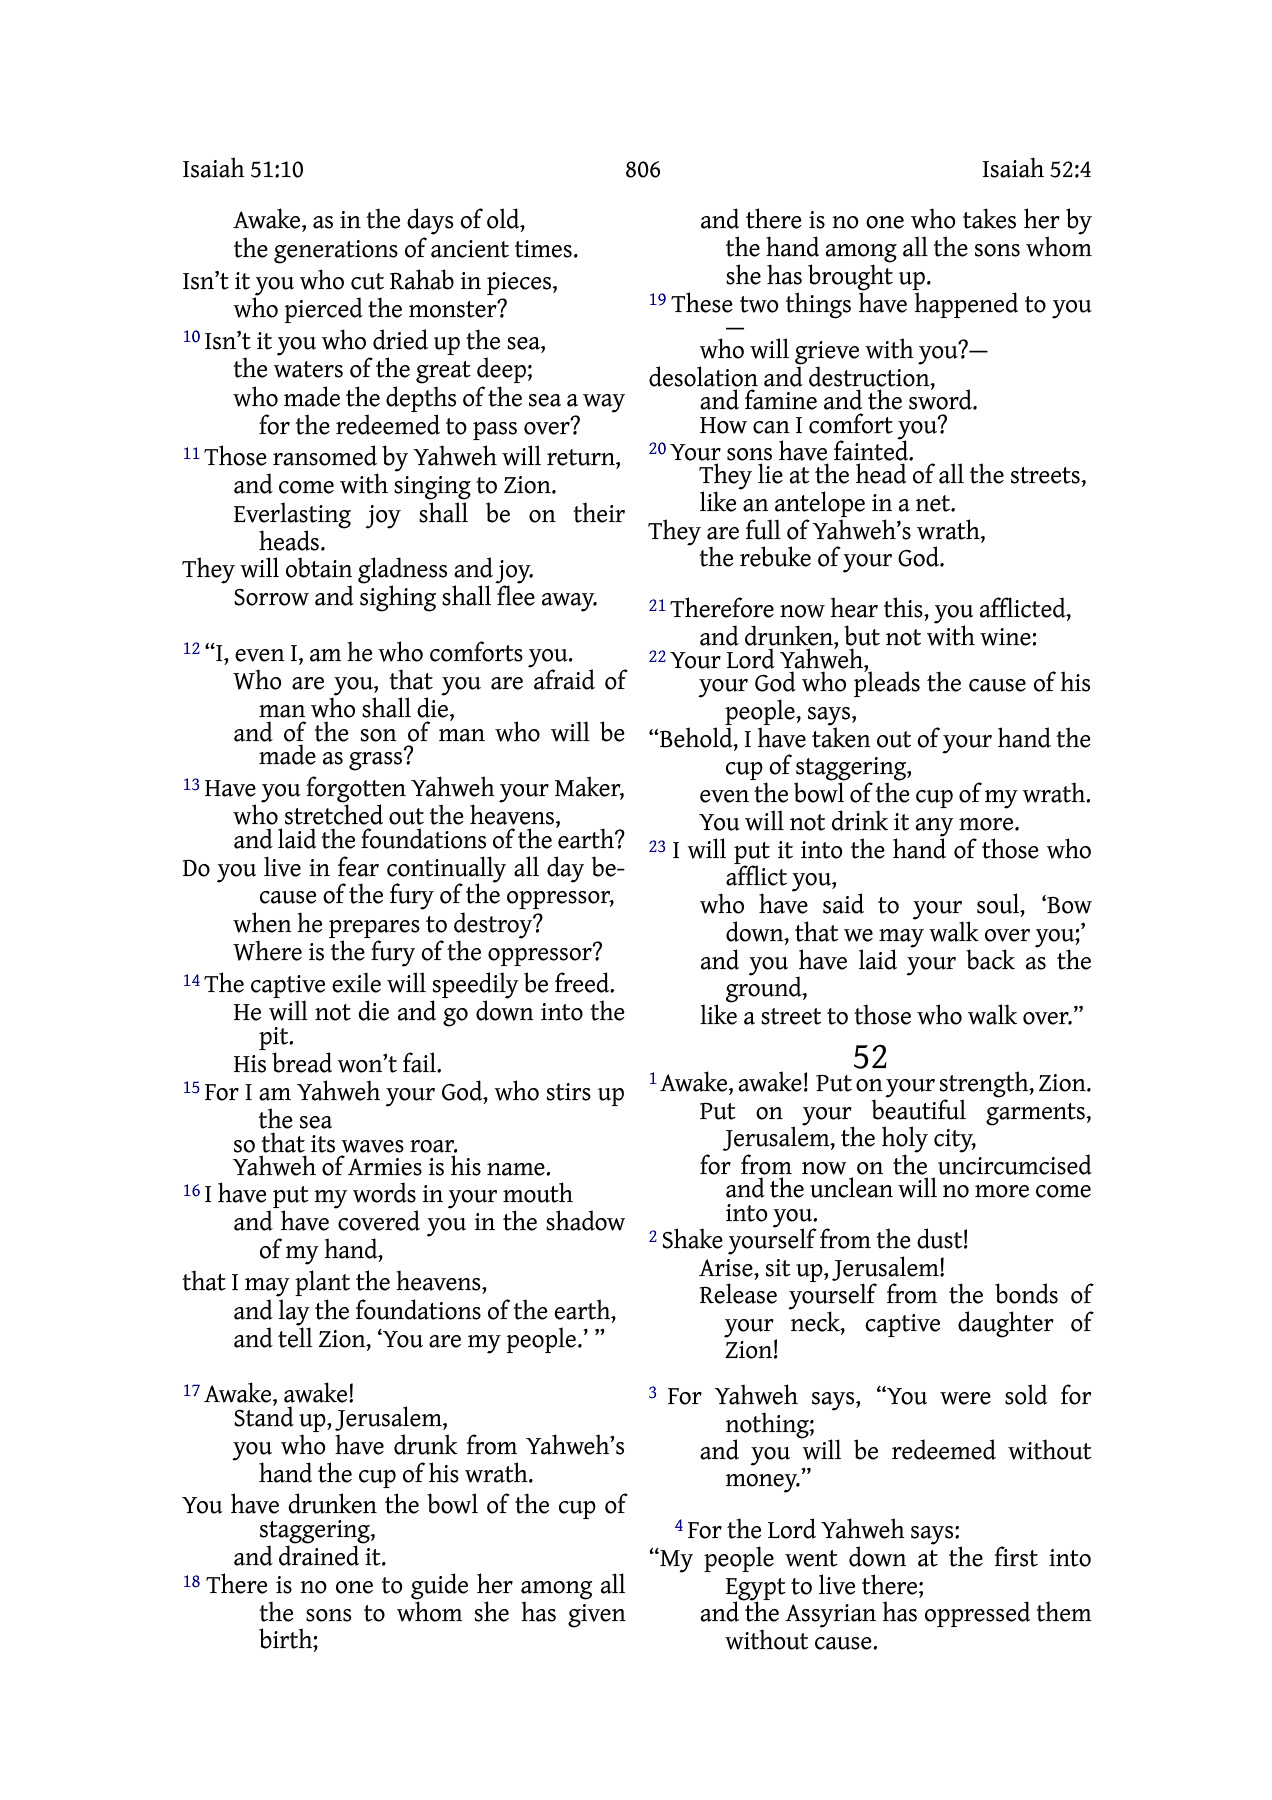 Isaiah 51:10 806 Isaiah 52:4
Awake, as in the days of old,
the generations of ancient times.
Isn’t it you who cut Rahab in pieces,
who pierced the monster?
10 Isn’t it you who dried up the sea,
the waters of the great deep;
who made the depths of the sea a way
for the redeemed to pass over?
11 Those ransomed by Yahweh will return,
and come with singing to Zion.
Everlasting joy shall be on their
heads.
They will obtain gladness and joy.
Sorrow and sighing shall flee away.
12 “I, even I, am he who comforts you.
Who are you, that you are afraid of
man who shall die,
and of the son of man who will be
made as grass?
13 Have you forgotten Yahweh your Maker,
who stretched out the heavens,
and laid the foundations of the earth?
Do you live in fear continually all day be-
cause of the fury of the oppressor,
when he prepares to destroy?
Where is the fury of the oppressor?
14 The captive exile will speedily be freed.
He will not die and go down into the
pit.
His bread won’t fail.
15 For I am Yahweh your God, who stirs up
the sea
so that its waves roar.
Yahweh of Armies is his name.
16 I have put my words in your mouth
and have covered you in the shadow
of my hand,
that I may plant the heavens,
and lay the foundations of the earth,
and tell Zion, ‘You are my people.’ ”
17 Awake, awake!
Stand up, Jerusalem,
you who have drunk from Yahweh’s
hand the cup of his wrath.
You have drunken the bowl of the cup of
staggering,
and drained it.
18 There is no one to guide her among all
the sons to whom she has given
birth;
and there is no one who takes her by
the hand among all the sons whom
she has brought up.
19 These two things have happened to you
—
who will grieve with you?—
desolation and destruction,
and famine and the sword.
How can I comfort you?
20 Your sons have fainted.
They lie at the head of all the streets,
like an antelope in a net.
They are full of Yahweh’s wrath,
the rebuke of your God.
21 Therefore now hear this, you afflicted,
and drunken, but not with wine:
22 Your Lord Yahweh,
your God who pleads the cause of his
people, says,
“Behold, I have taken out of your hand the
cup of staggering,
even the bowl of the cup of my wrath.
You will not drink it any more.
23 I will put it into the hand of those who
afflict you,
who have said to your soul, ‘Bow
down, that we may walk over you;’
and you have laid your back as the
ground,
like a street to those who walk over.”
52
1 Awake, awake! Put on your strength, Zion.
Put on your beautiful garments,
Jerusalem, the holy city,
for from now on the uncircumcised
and the unclean will no more come
into you.
2 Shake yourself from the dust!
Arise, sit up, Jerusalem!
Release yourself from the bonds of
your neck, captive daughter of
Zion!
3 For Yahweh says, “You were sold for
nothing;
and you will be redeemed without
money.”
4 For the Lord Yahweh says:
“My people went down at the first into
Egypt to live there;
and the Assyrian has oppressed them
without cause.